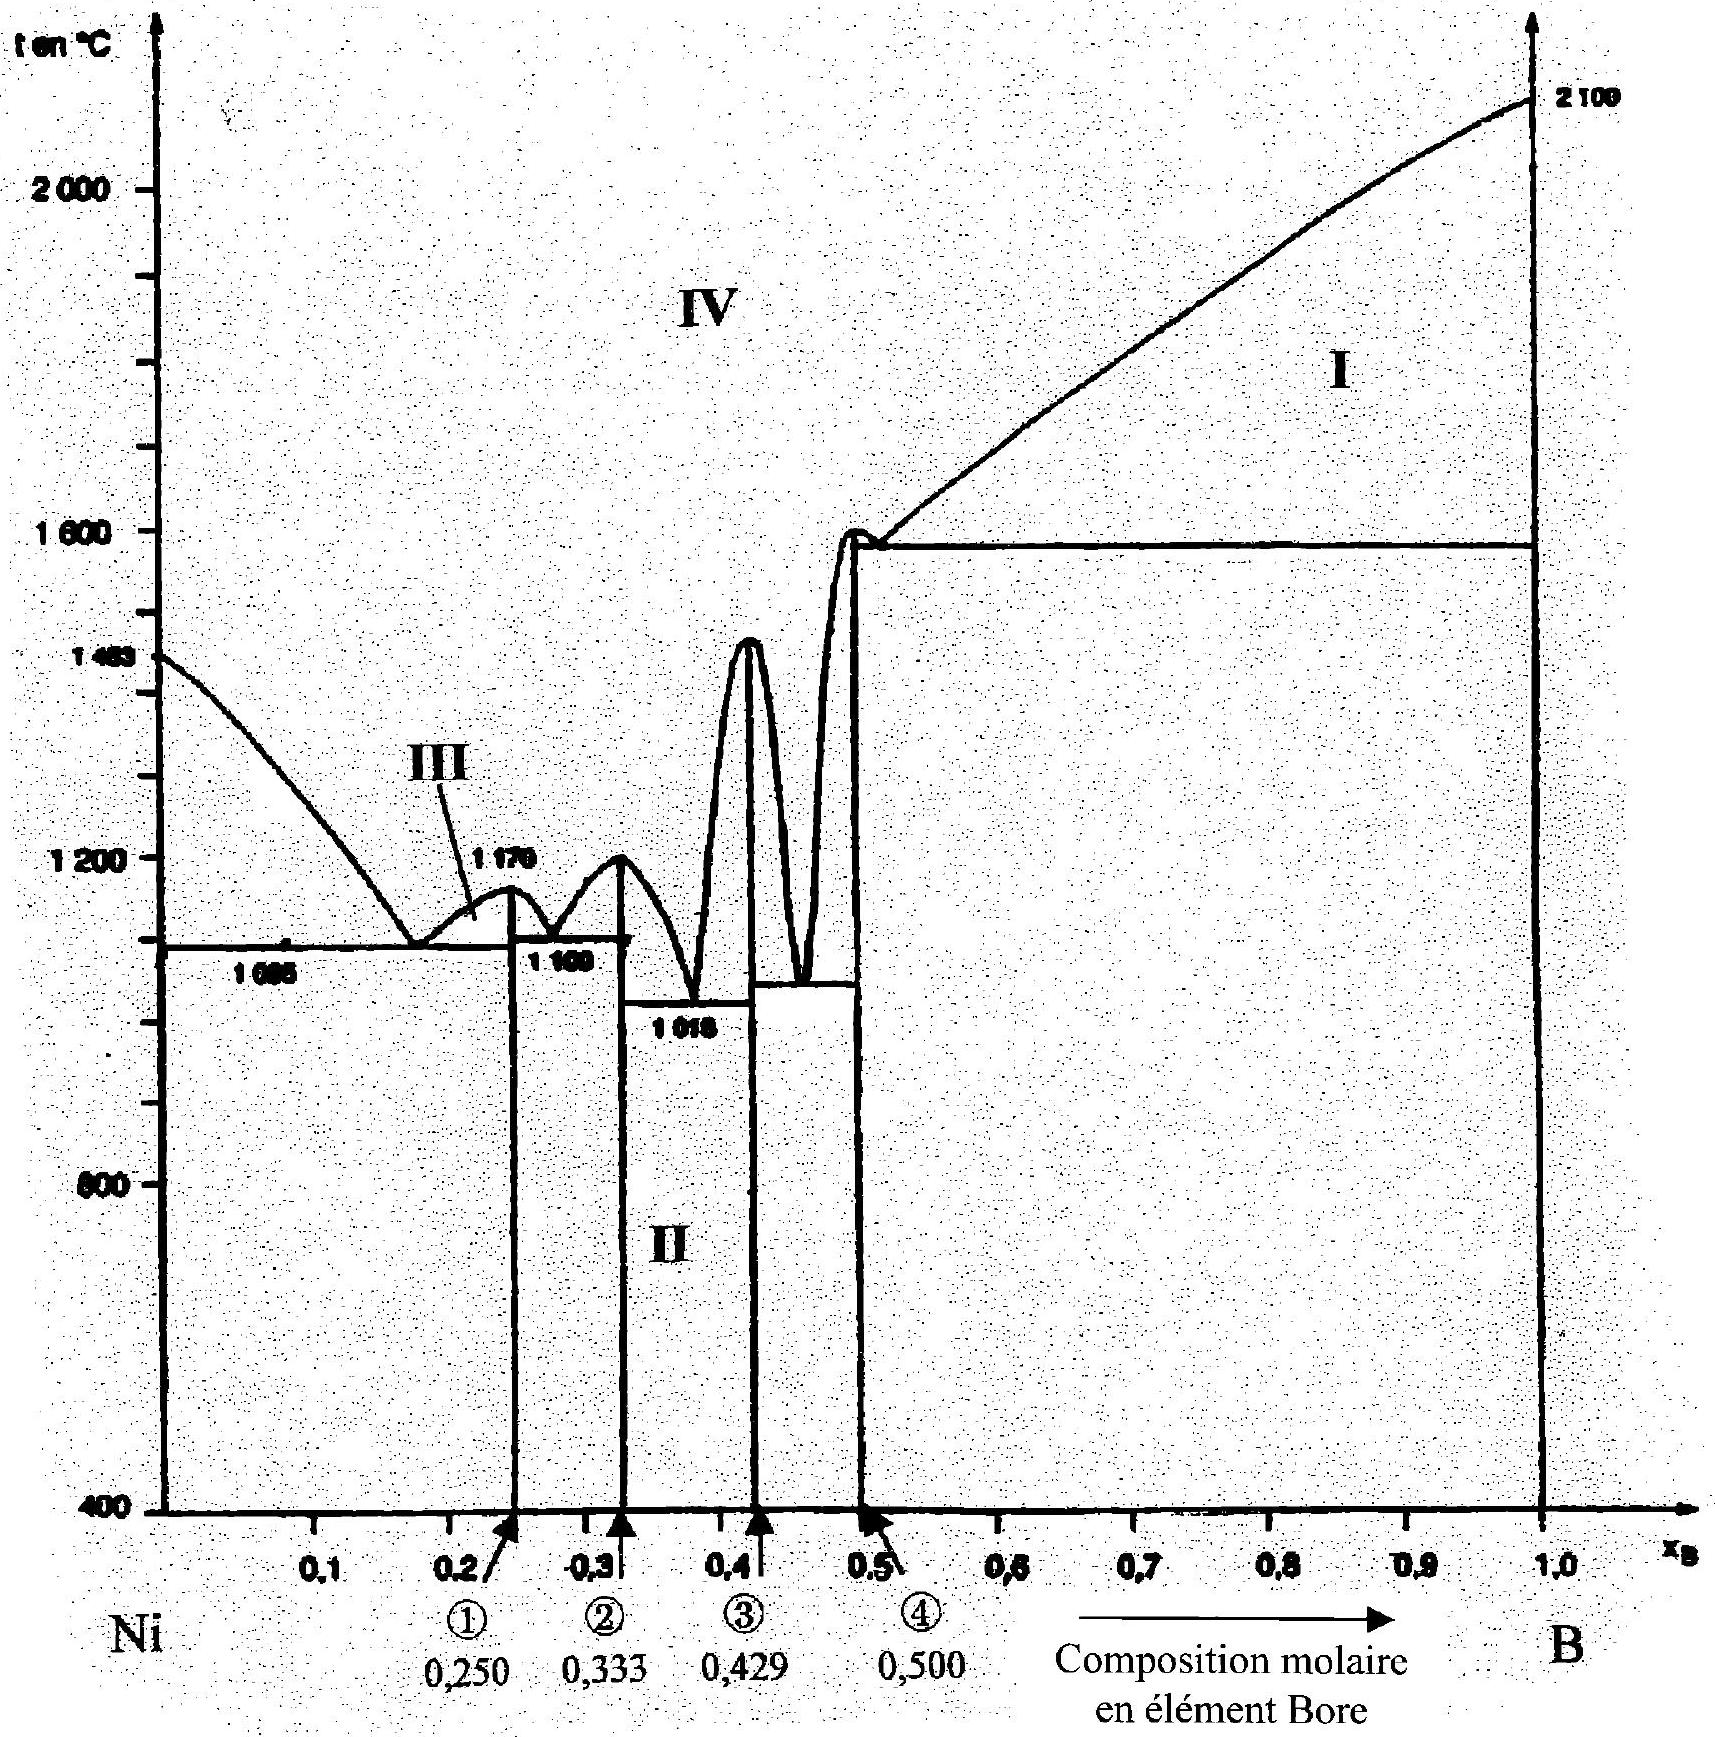 t en °C
2 100
2 000
IV
I
1 600
1 453
III
1 170
1 200
1 100
1 018
800
II
400
0,1
0,2
0,3
0,4
0,5
0,6
0,7
0,8
0,9
1,0
xB
① ② ③ ④
Ni
B
0,250 0,333 0,429 0,500
Composition molaire
en élément Bore